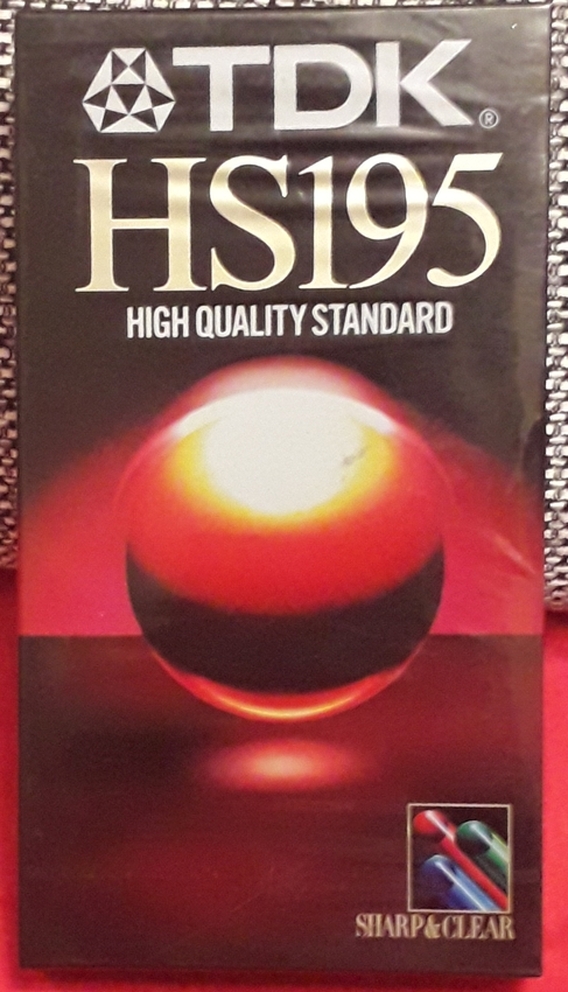 TDK®
HS195
HIGH QUALITY STANDARD
SHARP&CLEAR